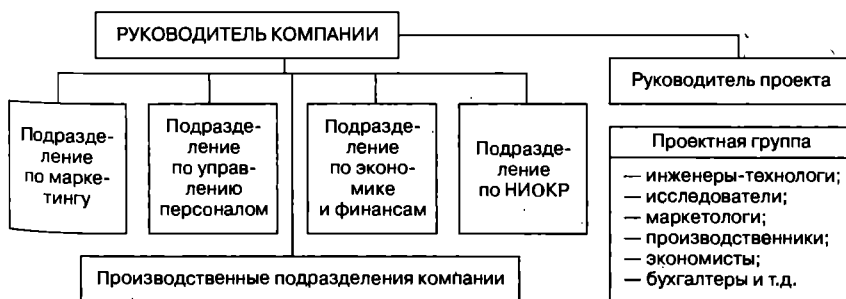 РУКОВОДИТЕЛЬ КОМПАНИИ
Руководитель проекта
Подразде-
ление
по марке-
тингу
Подразде-
ление
по управ-
лению
персоналом
Подразде-
ление
по эконо-
мике
и финансам
Подразде-
ление
по НИОКР
Проектная группа
— инженеры-технологи;
— исследователи;
— маркетологи;
— производственники;
— экономисты;
— бухгалтеры и т.д.
Производственные подразделения компании